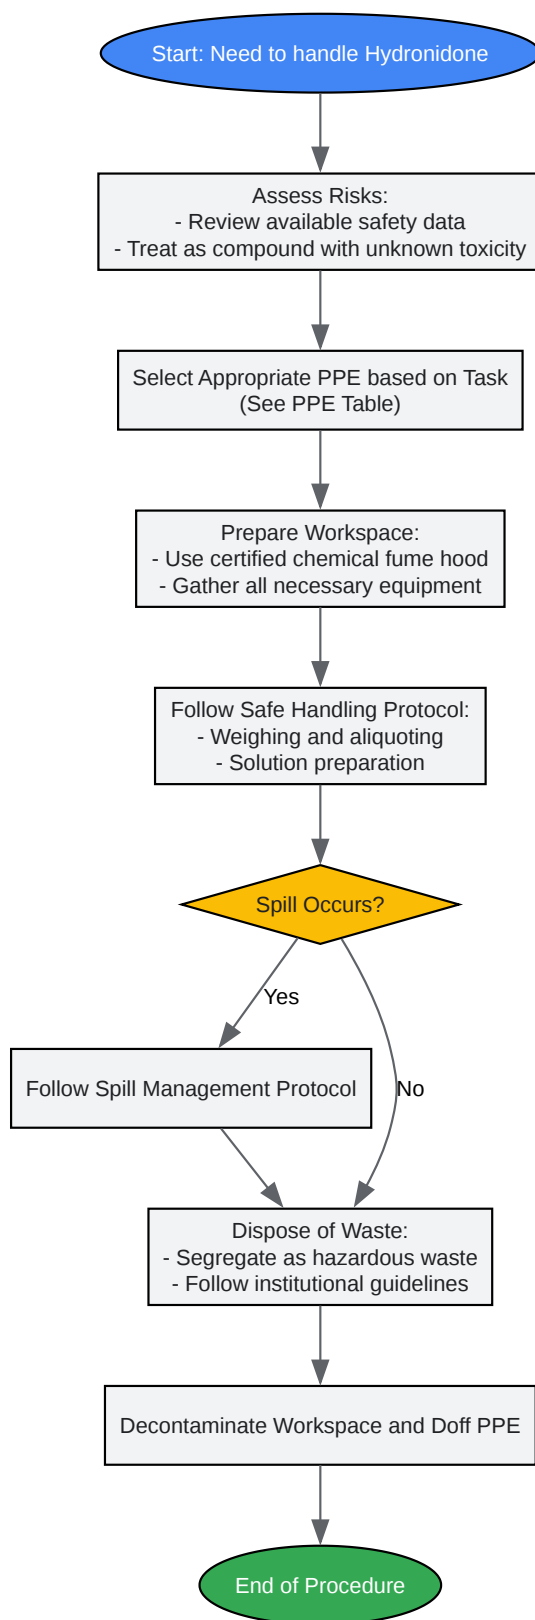 Start: Need to handle Hydronidone
Assess Risks:
- Review available safety data
- Treat as compound with unknown toxicity
Select Appropriate PPE based on Task
(See PPE Table)
Prepare Workspace:
- Use certified chemical fume hood
- Gather all necessary equipment
Follow Safe Handling Protocol:
- Weighing and aliquoting
- Solution preparation
Spill Occurs?
Yes
Follow Spill Management Protocol
No
Dispose of Waste:
- Segregate as hazardous waste
- Follow institutional guidelines
Decontaminate Workspace and Doff PPE
End of Procedure